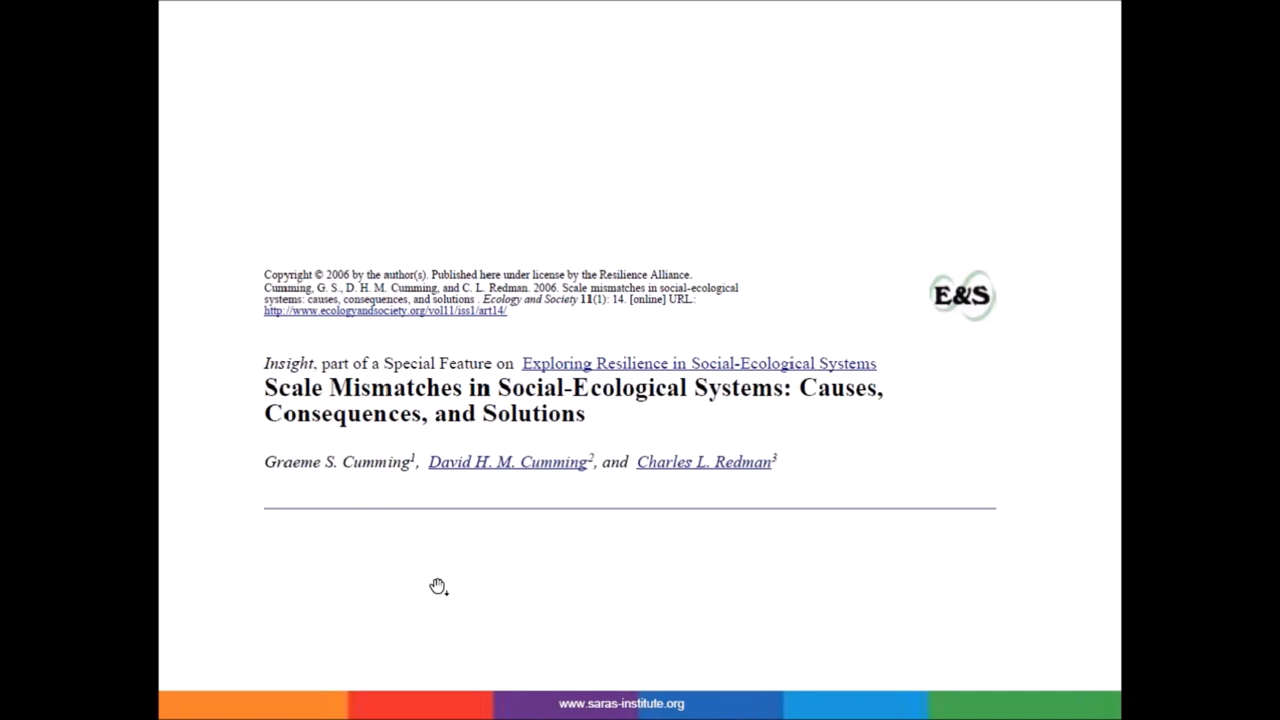 Copyright © 2006 by the author(s). Published here under license by the Resilience Alliance.
Cumming, G. S., D. H. M. Cumming, and C. L. Redman. 2006. Scale mismatches in social-ecological
systems: causes, consequences, and solutions . Ecology and Society 11(1): 14. [online] URL:
http://www.ecologyandsociety.org/vol11/iss1/art14/
E&S
Insight, part of a Special Feature on Exploring Resilience in Social-Ecological Systems
Scale Mismatches in Social-Ecological Systems: Causes,
Consequences, and Solutions
Graeme S. Cumming1, David H. M. Cumming2, and Charles L. Redman3
www.saras-institute.org